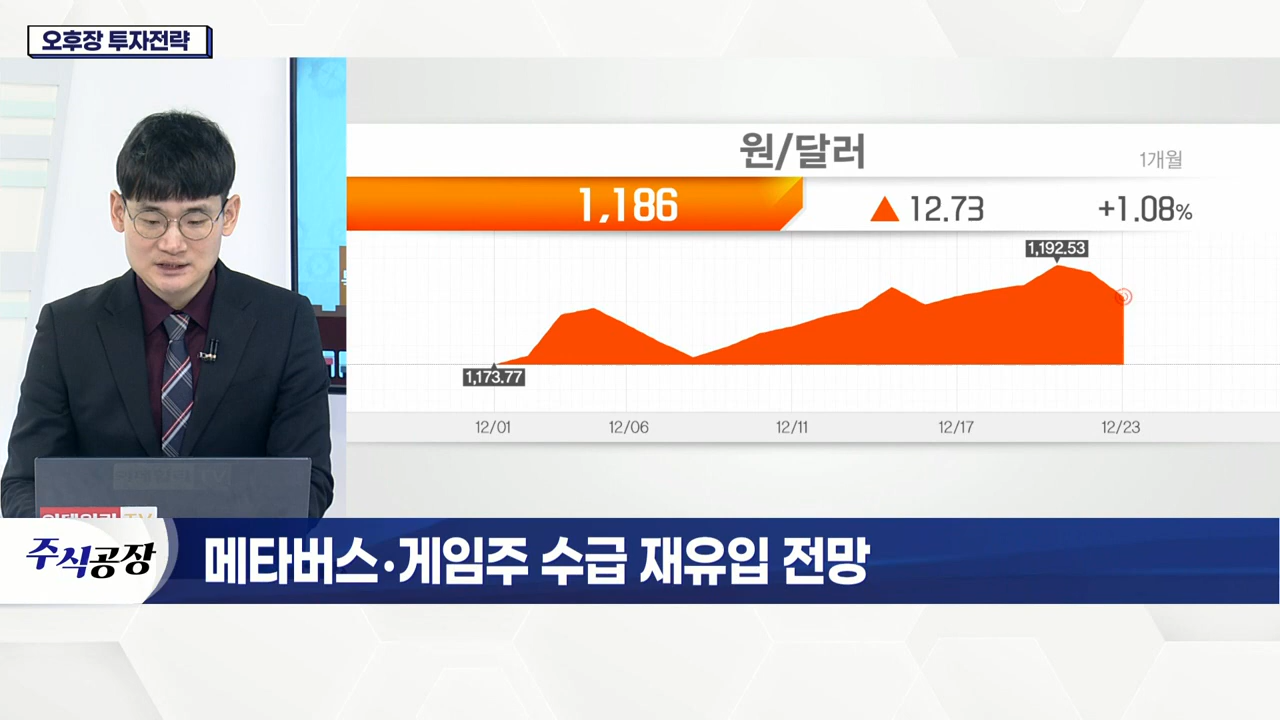 오후장 투자전략
원/달러
1개월
1,186
▲ 12.73
+1.08%
1,192.53
1,173.77
12/01
12/06
12/11
12/17
12/23
주식공장
메타버스·게임주 수급 재유입 전망